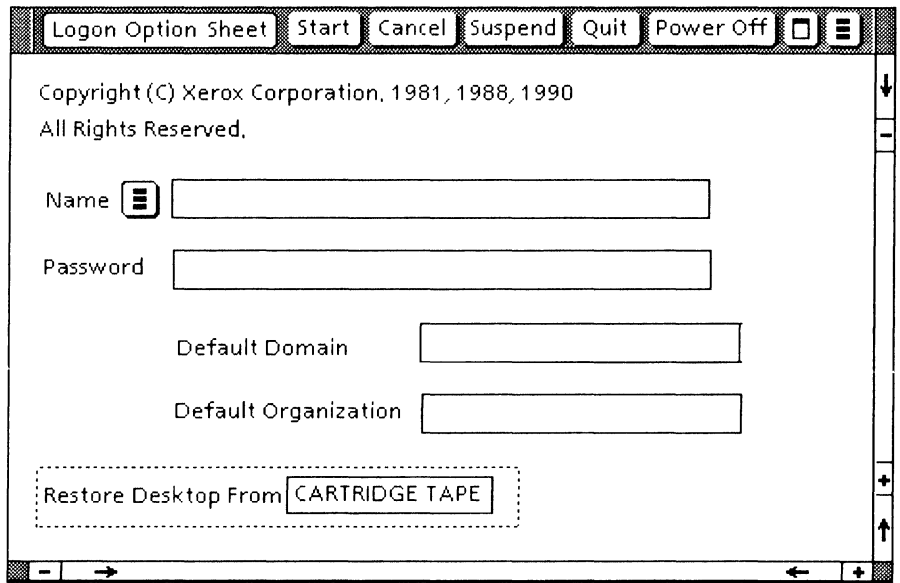 Logon Option Sheet Start Cancel Suspend Quit Power Off
Copyright (C) Xerox Corporation, 1981, 1988, 1990
All Rights Reserved,
Name
Password
Default Domain
Default Organization
Restore Desktop From CARTRIDGE TAPE